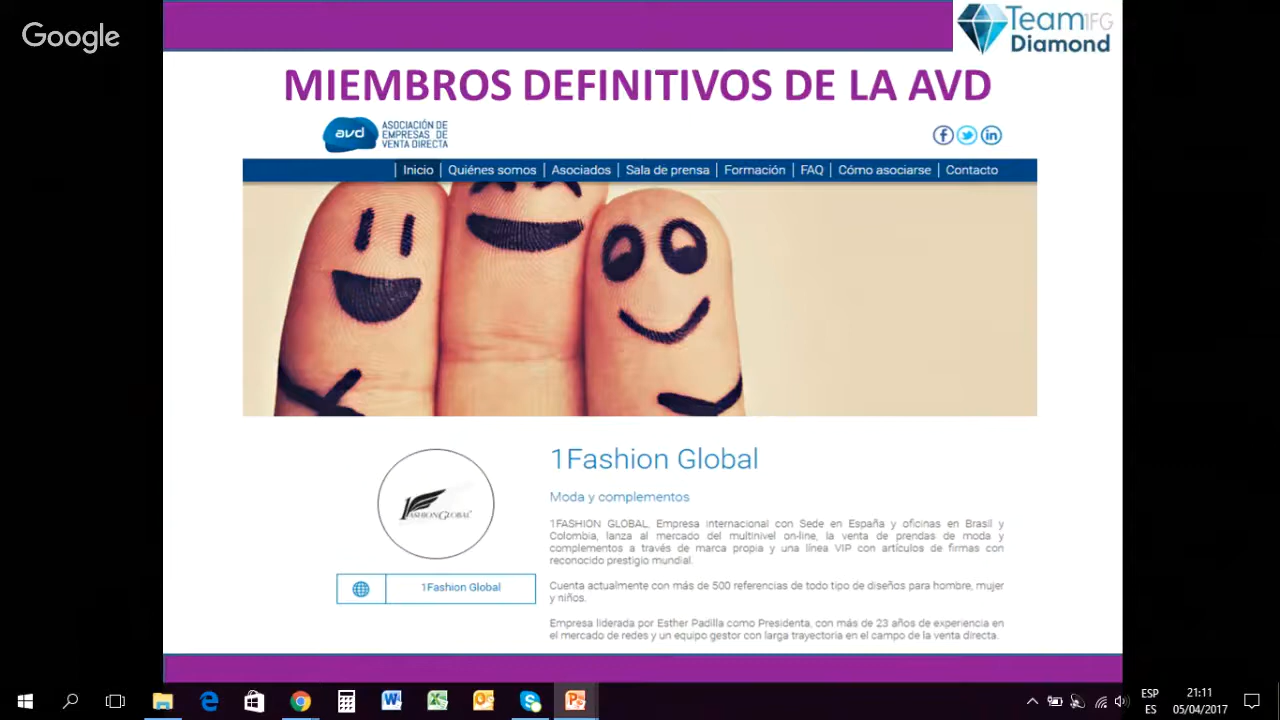 Google
Team1FG
Diamond
MIEMBROS DEFINITIVOS DE LA AVD
avd
ASOCIACIÓN DE
EMPRESAS DE
VENTA DIRECTA
Inicio | Quiénes somos | Asociados | Sala de prensa | Formación | FAQ | Cómo asociarse | Contacto
1Fashion Global
Moda y complementos
1FASHION GLOBAL, Empresa internacional con Sede en España y oficinas en Brasil y
Colombia, lanza al mercado del multinivel on-line, la venta de prendas de moda y
complementos a través de marca propia y una línea VIP con artículos de firmas con
reconocido prestigio mundial.
Cuenta actualmente con más de 500 referencias de todo tipo de diseños para hombre, mujer
y niños.
Empresa liderada por Esther Padilla como Presidenta, con más de 23 años de experiencia en
el mercado de redes y un equipo gestor con larga trayectoria en el campo de la venta directa.
1FASHION GLOBAL
1Fashion Global
ESP
ES
21:11
05/04/2017